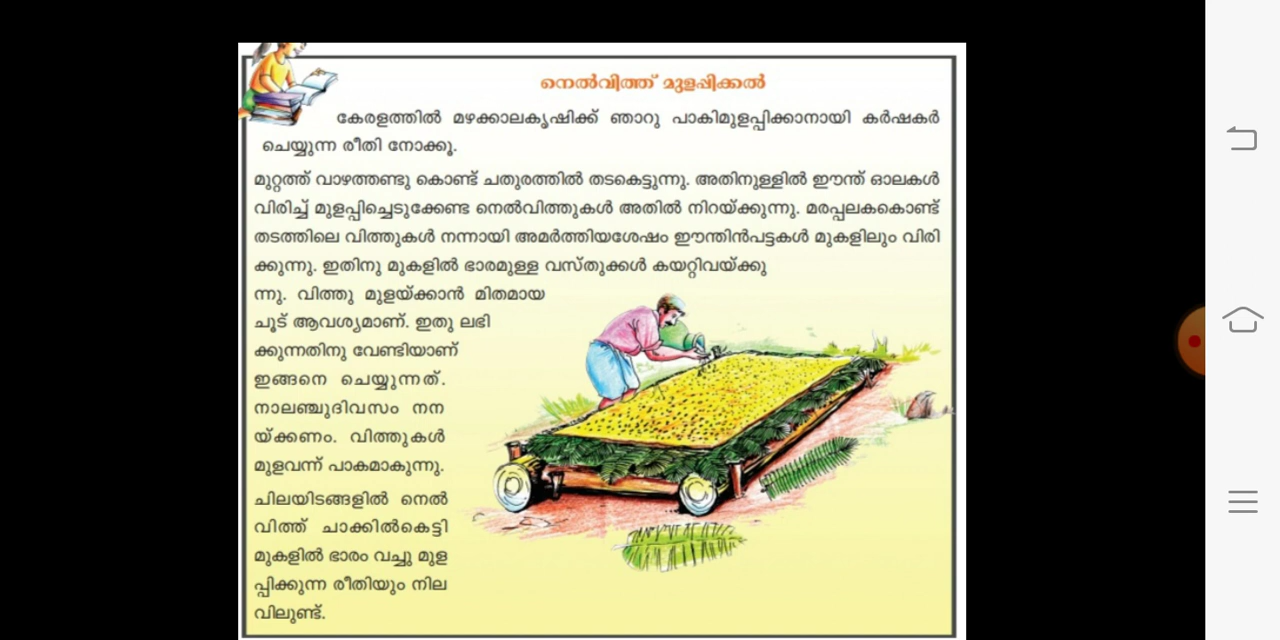 നെൽവിത്ത് മുളപ്പിക്കൽ
കേരളത്തിൽ മഴക്കാലകൃഷിക്ക് ഞാറു പാകിമുളപ്പിക്കാനായി കർഷകർ
ചെയ്യുന്ന രീതി നോക്കൂ.
മുറ്റത്ത് വാഴത്തണ്ടു കൊണ്ട് ചതുരത്തിൽ തടകെട്ടുന്നു. അതിനുള്ളിൽ ഈന്ത് ഓലകൾ
വിരിച്ച് മുളപ്പിച്ചെടുക്കേണ്ട നെൽവിത്തുകൾ അതിൽ നിറയ്ക്കുന്നു. മരപ്പലകകൊണ്ട്
തടത്തിലെ വിത്തുകൾ നന്നായി അമർത്തിയശേഷം ഈന്തിൻപട്ടകൾ മുകളിലും വിരി
ക്കുന്നു. ഇതിനു മുകളിൽ ഭാരമുള്ള വസ്തുക്കൾ കയറ്റിവയ്ക്കു
ന്നു. വിത്തു മുളയ്ക്കാൻ മിതമായ
ചൂട് ആവശ്യമാണ്. ഇതു ലഭി
ക്കുന്നതിനു വേണ്ടിയാണ്
ഇങ്ങനെ ചെയ്യുന്നത്.
നാലഞ്ചുദിവസം നന
യ്ക്കണം. വിത്തുകൾ
മുളവന്ന് പാകമാകുന്നു.
ചിലയിടങ്ങളിൽ നെൽ
വിത്ത് ചാക്കിൽകെട്ടി
മുകളിൽ ഭാരം വച്ചു മുള
പ്പിക്കുന്ന രീതിയും നില
വിലുണ്ട്.